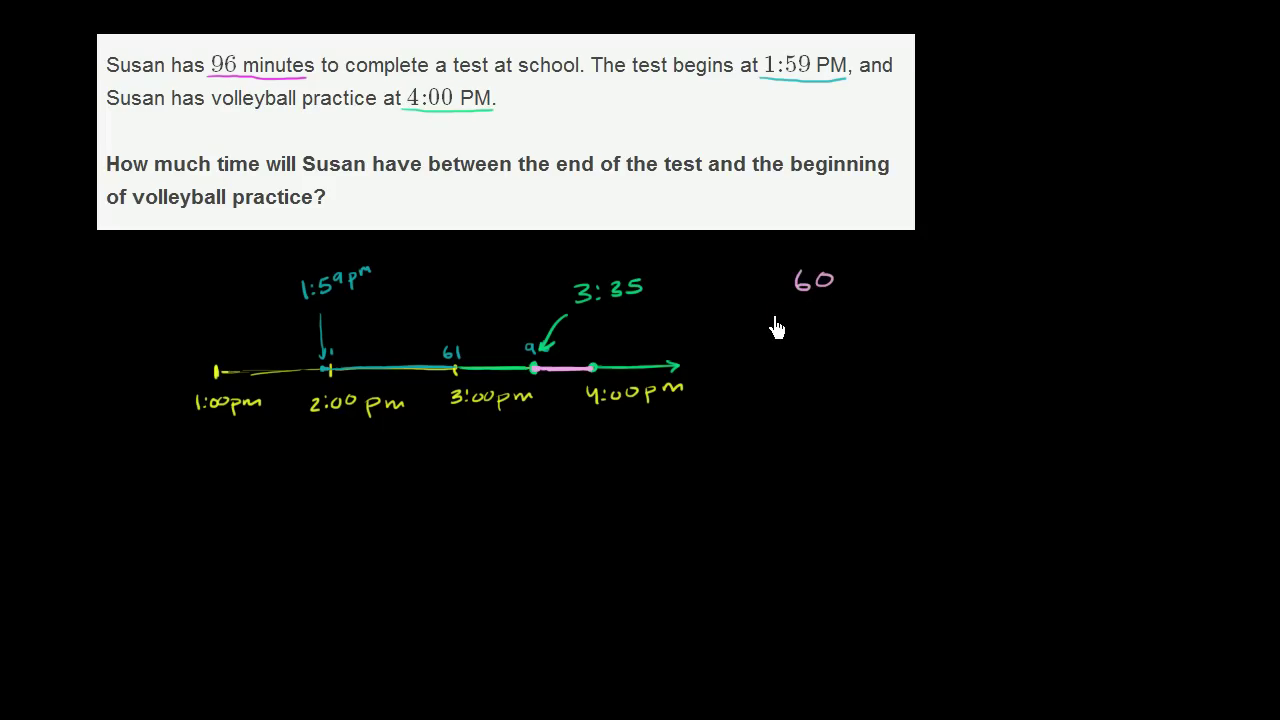 Susan has 96 minutes to complete a test at school. The test begins at 1:59 PM, and
Susan has volleyball practice at 4:00 PM.
How much time will Susan have between the end of the test and the beginning
of volleyball practice?
1:59pm 3:35 60
1 61 9
1:00pm 2:00 pm 3:00pm 4:00pm